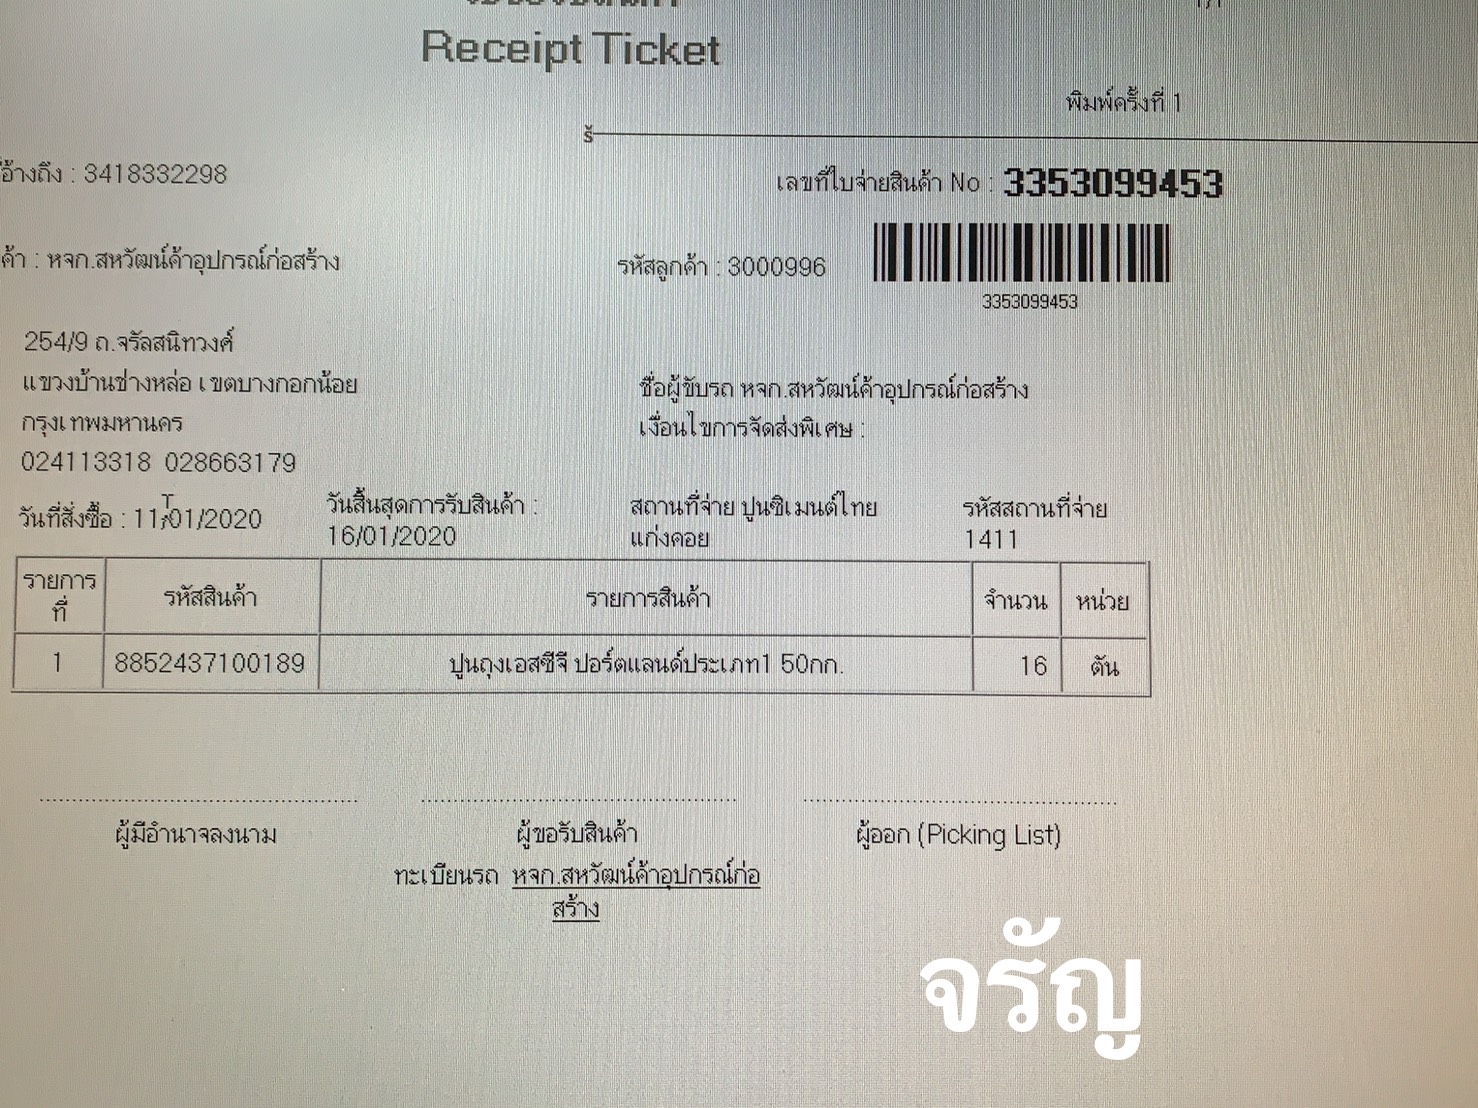 Receipt Ticket
พิมพ์ครั้งที่ 1
อ้างถึง : 3418332298
เลขที่ใบจ่ายสินค้า No : 3353099453
ค้า : หจก.สหวัฒน์ค้าอุปกรณ์ก่อสร้าง
รหัสลูกค้า : 3000996
3353099453
254/9 ถ.จรัลสนิทวงศ์
แขวงบ้านช่างหล่อ เขตบางกอกน้อย
กรุงเทพมหานคร
024113318 028663179
ชื่อผู้ขับรถ หจก.สหวัฒน์ค้าอุปกรณ์ก่อสร้าง
เงื่อนไขการจัดส่งพิเศษ :
วันที่สั่งซื้อ : 11/01/2020
วันสิ้นสุดการรับสินค้า :
16/01/2020
สถานที่จ่าย ปูนซิเมนต์ไทย
แก่งคอย
รหัสสถานที่จ่าย
1411
รายการ
ที่
รหัสสินค้า
รายการสินค้า
จำนวน
หน่วย
1
8852437100189
ปูนถุงเอสซีจี ปอร์ตแลนด์ประเภท1 50กก.
16
ตัน
ผู้มีอำนาจลงนาม
ผู้ขอรับสินค้า
ผู้ออก (Picking List)
ทะเบียนรถ หจก.สหวัฒน์ค้าอุปกรณ์ก่อ
สร้าง
จรัญ